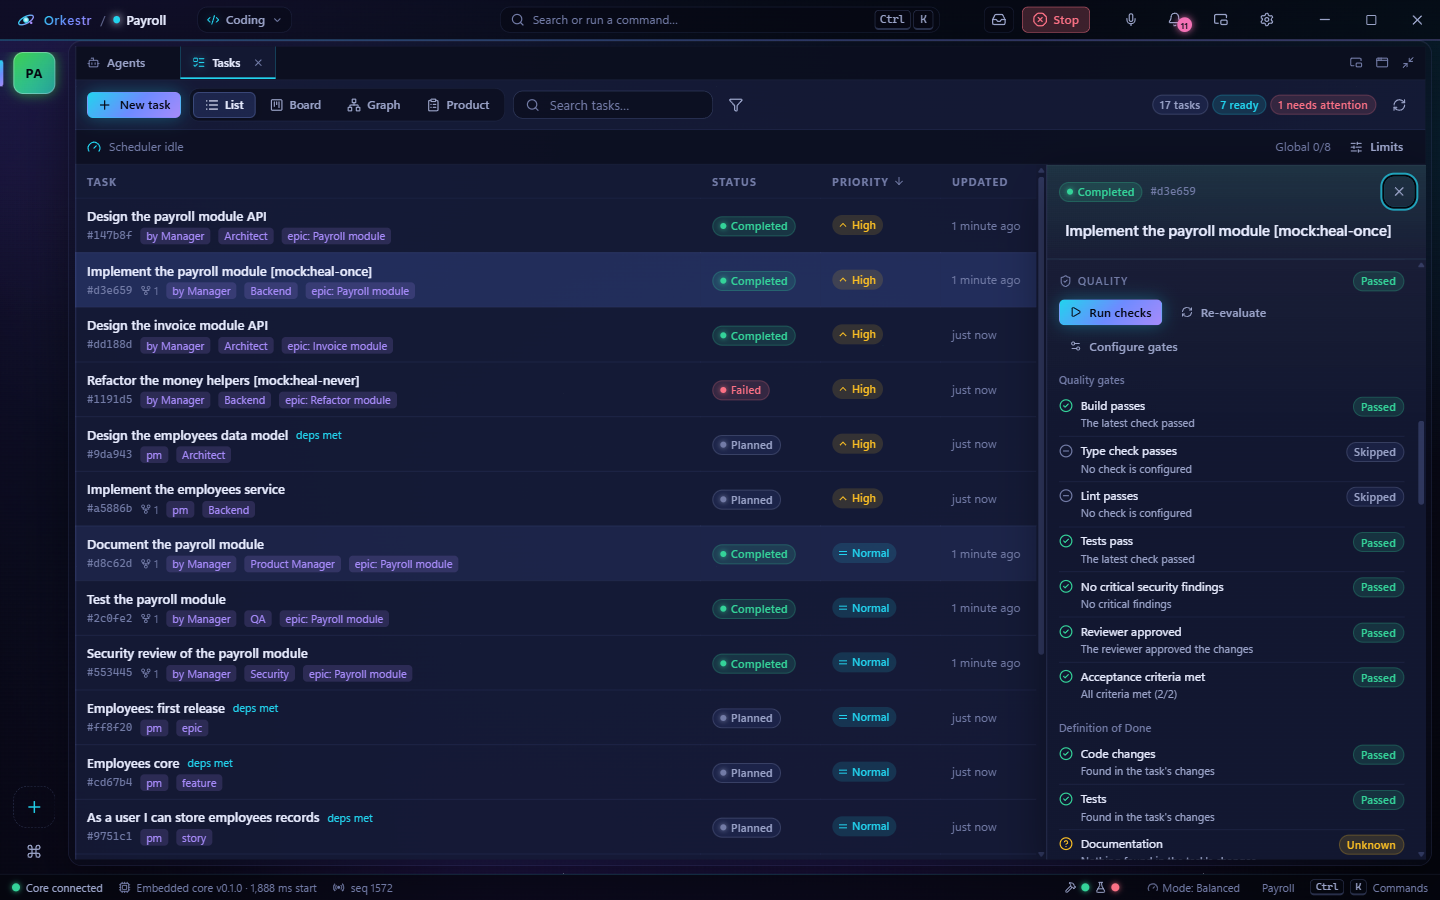 Orkestr / Payroll
Coding
Search or run a command...
Ctrl K
Stop
11
PA
Agents
Tasks
New task
List
Board
Graph
Product
Search tasks...
17 tasks
7 ready
1 needs attention
Scheduler idle
Global 0/8
Limits
TASK STATUS PRIORITY UPDATED
Design the payroll module API
#147b8f by Manager Architect epic: Payroll module
Completed High 1 minute ago
Implement the payroll module [mock:heal-once]
#d3e659 1 by Manager Backend epic: Payroll module
Completed High 1 minute ago
Design the invoice module API
#dd188d by Manager Architect epic: Invoice module
Completed High just now
Refactor the money helpers [mock:heal-never]
#1191d5 by Manager Backend epic: Refactor module
Failed High just now
Design the employees data model deps met
#9da943 pm Architect
Planned High just now
Implement the employees service
#a5886b 1 pm Backend
Planned High just now
Document the payroll module
#d8c62d 1 by Manager Product Manager epic: Payroll module
Completed Normal 1 minute ago
Test the payroll module
#2c0fe2 1 by Manager QA epic: Payroll module
Completed Normal 1 minute ago
Security review of the payroll module
#553445 1 by Manager Security epic: Payroll module
Completed Normal 1 minute ago
Employees: first release deps met
#ff8f20 pm epic
Planned Normal just now
Employees core deps met
#cd67b4 pm feature
Planned Normal just now
As a user I can store employees records deps met
#9751c1 pm story
Planned Normal just now
Completed #d3e659
Implement the payroll module [mock:heal-once]
QUALITY Passed
Run checks
Re-evaluate
Configure gates
Quality gates
Build passes Passed
The latest check passed
Type check passes Skipped
No check is configured
Lint passes Skipped
No check is configured
Tests pass Passed
The latest check passed
No critical security findings Passed
No critical findings
Reviewer approved Passed
The reviewer approved the changes
Acceptance criteria met Passed
All criteria met (2/2)
Definition of Done
Code changes Passed
Found in the task's changes
Tests Passed
Found in the task's changes
Documentation Unknown
Core connected
Embedded core v0.1.0 · 1,888 ms start
seq 1572
Mode: Balanced
Payroll
Ctrl K Commands